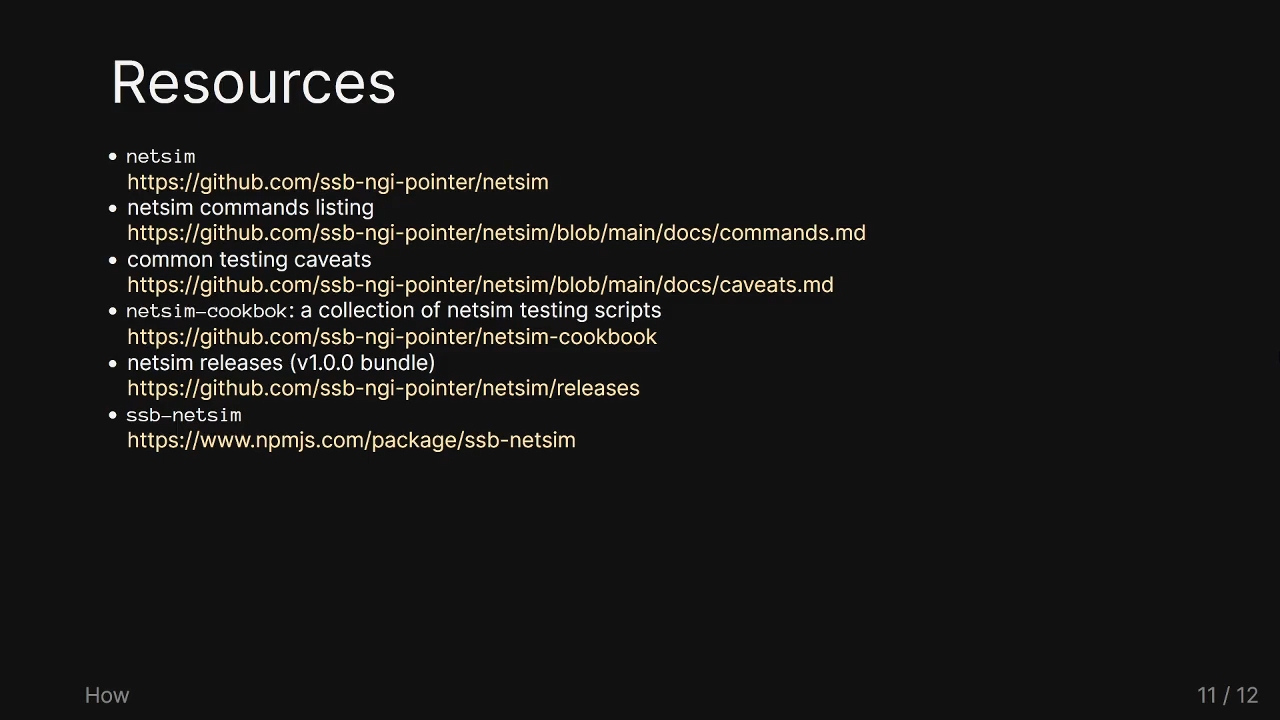 Resources
• netsim
https://github.com/ssb-ngi-pointer/netsim
• netsim commands listing
https://github.com/ssb-ngi-pointer/netsim/blob/main/docs/commands.md
• common testing caveats
https://github.com/ssb-ngi-pointer/netsim/blob/main/docs/caveats.md
• netsim-cookbok: a collection of netsim testing scripts
https://github.com/ssb-ngi-pointer/netsim-cookbook
• netsim releases (v1.0.0 bundle)
https://github.com/ssb-ngi-pointer/netsim/releases
• ssb-netsim
https://www.npmjs.com/package/ssb-netsim
How
11 / 12